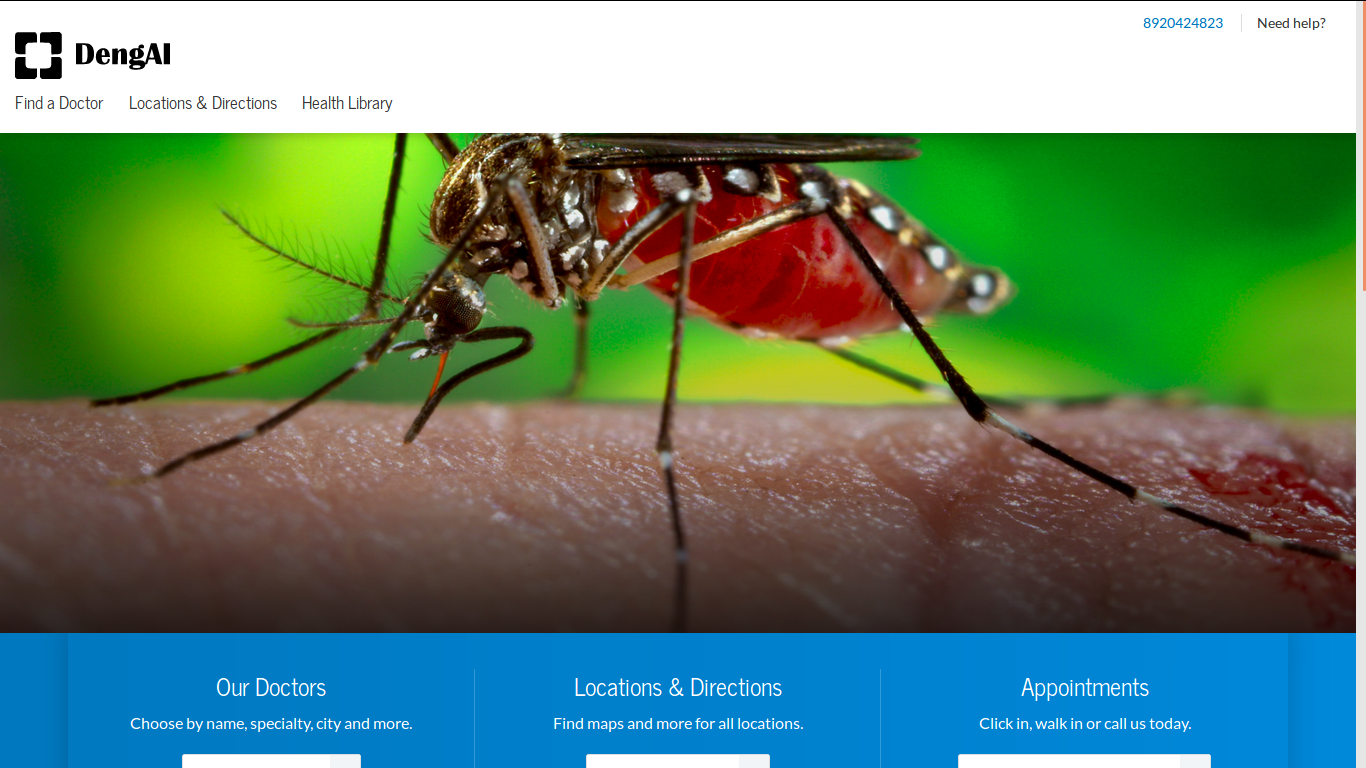 8920424823 Need help?
DengAI
Find a Doctor Locations & Directions Health Library
Our Doctors
Choose by name, specialty, city and more.
Locations & Directions
Find maps and more for all locations.
Appointments
Click in, walk in or call us today.